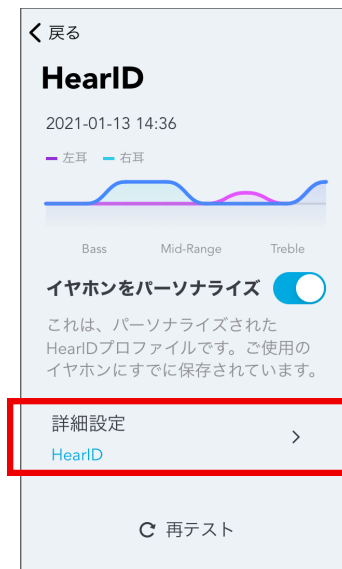 戻る
HearID
2021-01-13 14:36
左耳 右耳
Bass Mid-Range Treble
イヤホンをパーソナライズ
これは、パーソナライズされた
HearIDプロファイルです。ご使用の
イヤホンにすでに保存されています。
詳細設定
HearID
再テスト